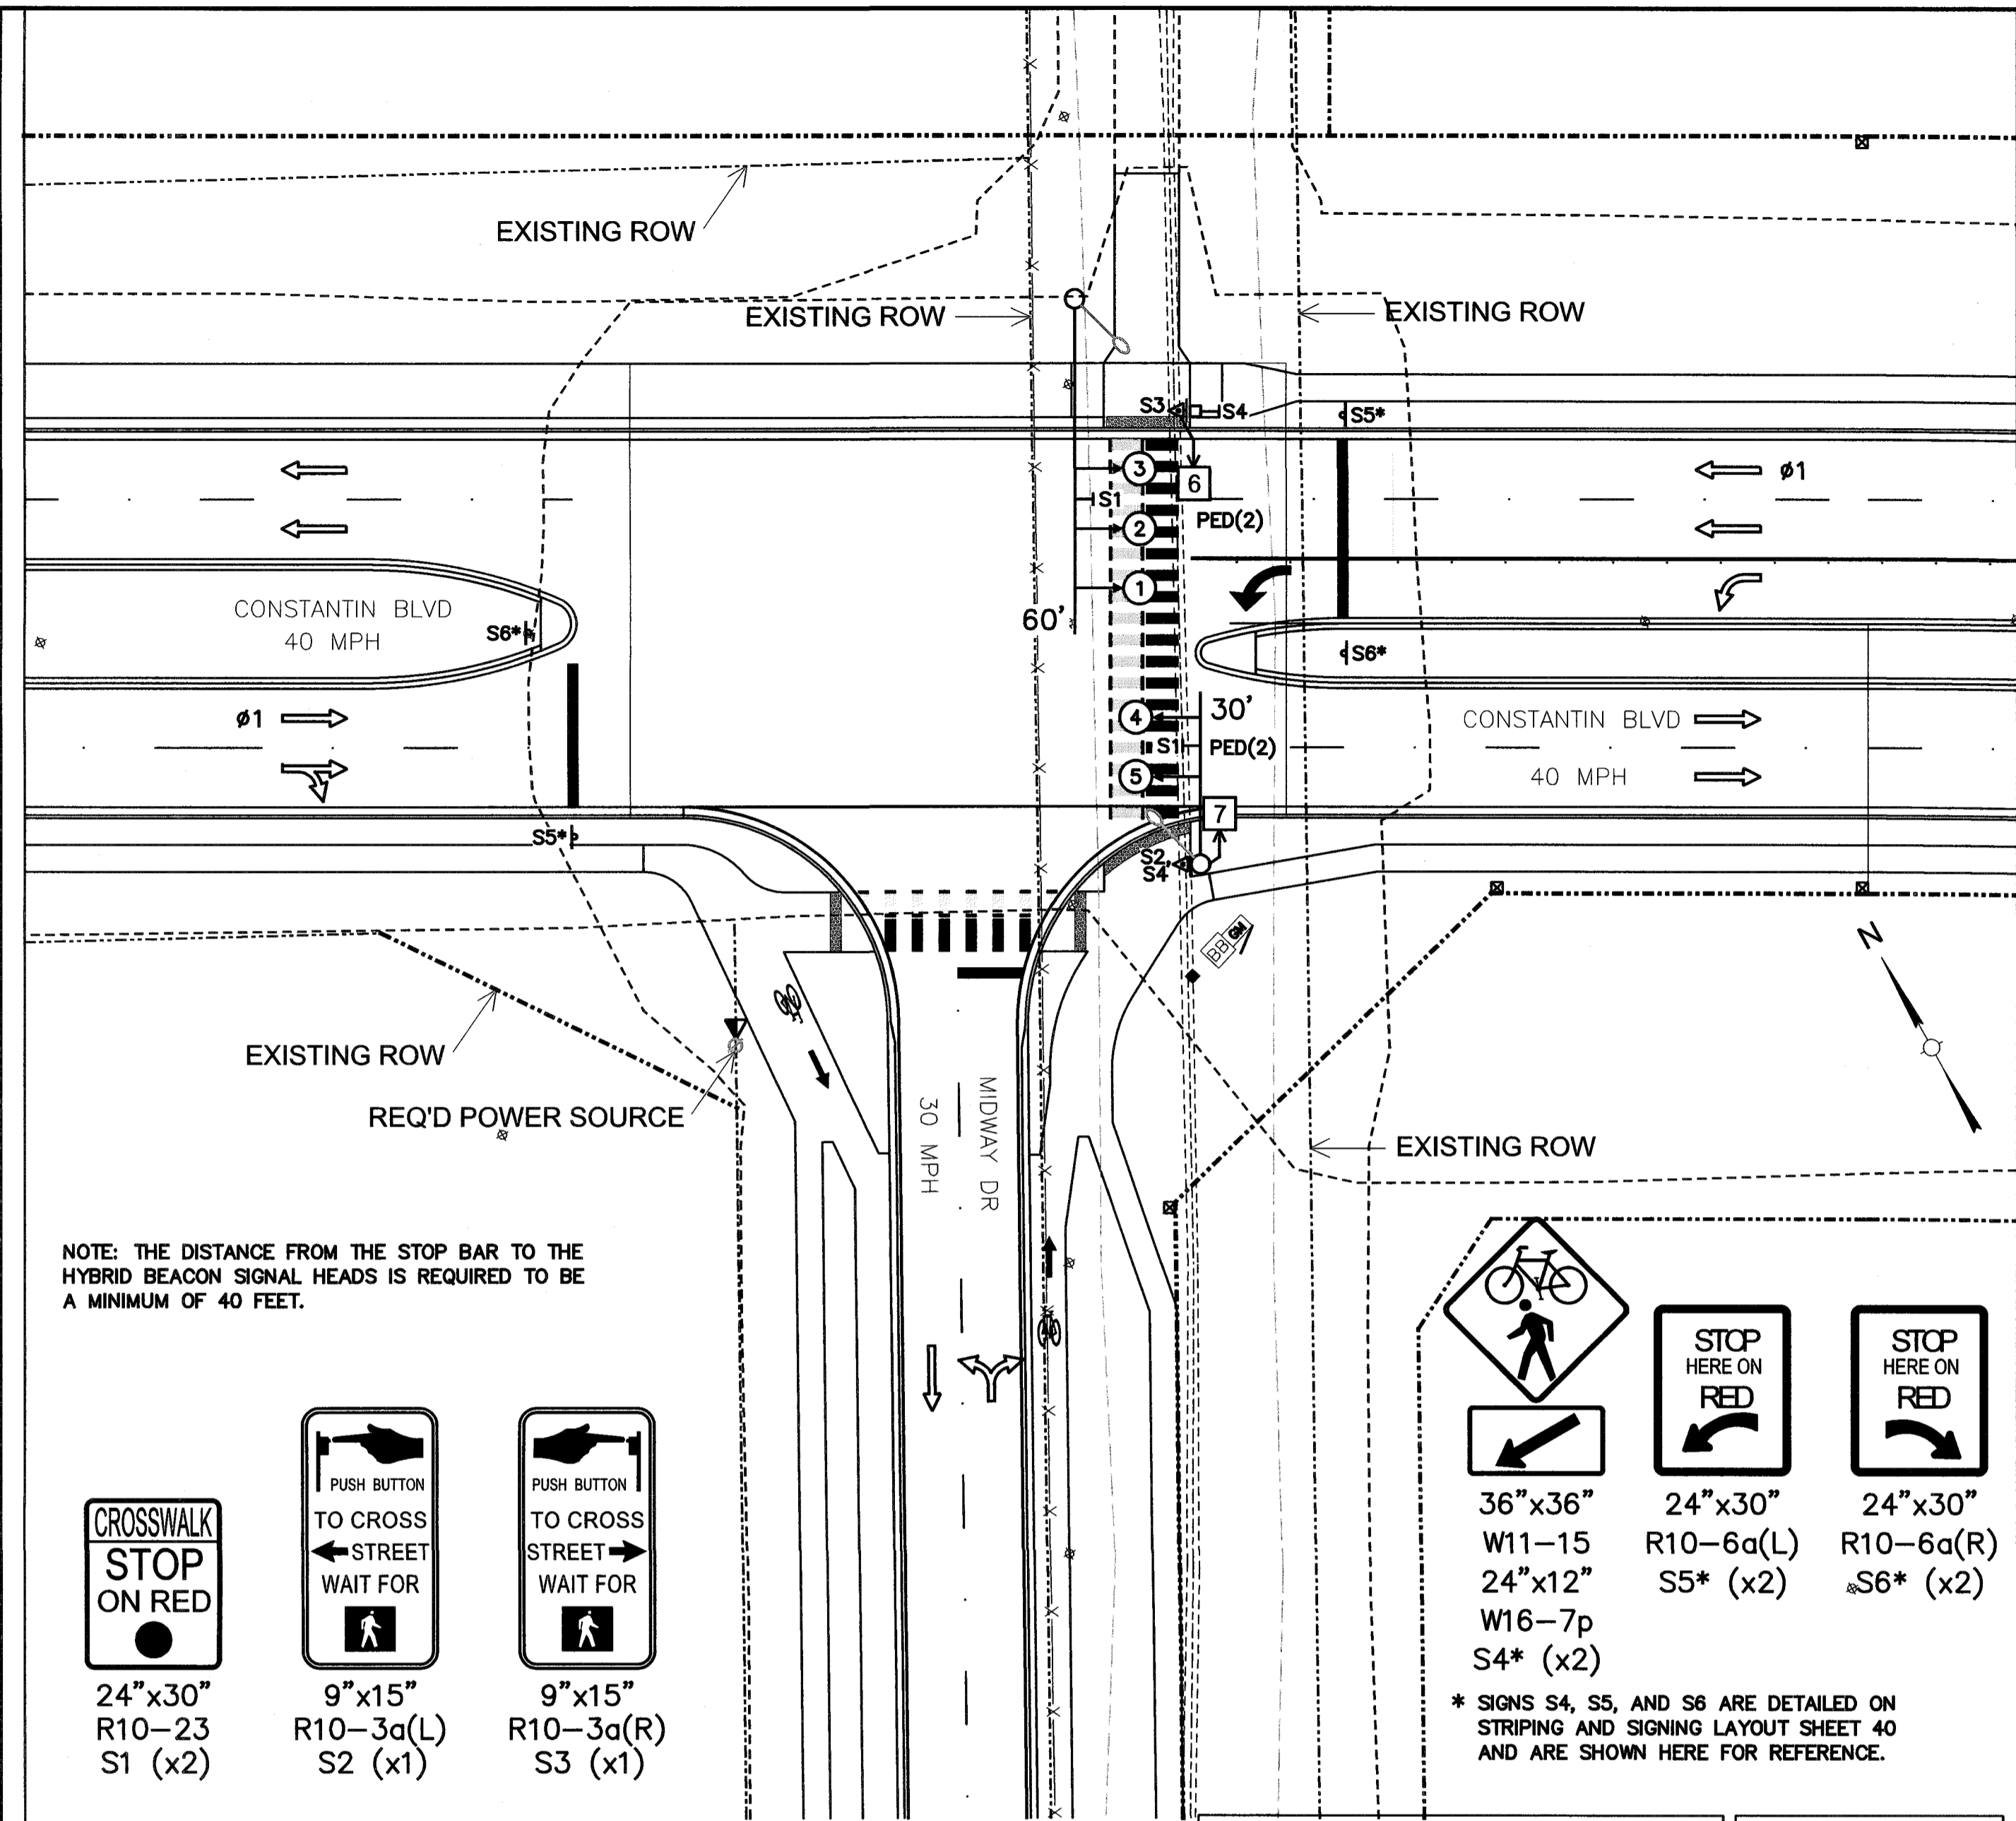 EXISTING ROW
EXISTING ROW
EXISTING ROW
S3
S4
S5*
3
6
ø1
S1
PED(2)
2
1
60'
CONSTANTIN BLVD
40 MPH
S6*
S6*
ø1
4
30'
S1
PED(2)
5
CONSTANTIN BLVD
40 MPH
7
S5*
S2,
S4
BB
GM
N
EXISTING ROW
REQ'D POWER SOURCE
MIDWAY DR
30 MPH
EXISTING ROW
NOTE: THE DISTANCE FROM THE STOP BAR TO THE
HYBRID BEACON SIGNAL HEADS IS REQUIRED TO BE
A MINIMUM OF 40 FEET.
CROSSWALK
STOP
ON RED
24"x30"
R10-23
S1 (x2)
PUSH BUTTON
TO CROSS
STREET
WAIT FOR
9"x15"
R10-3a(L)
S2 (x1)
PUSH BUTTON
TO CROSS
STREET
WAIT FOR
9"x15"
R10-3a(R)
S3 (x1)
36"x36"
W11-15
24"x12"
W16-7p
S4* (x2)
STOP
HERE ON
RED
24"x30"
R10-6a(L)
S5* (x2)
STOP
HERE ON
RED
24"x30"
R10-6a(R)
S6* (x2)
* SIGNS S4, S5, AND S6 ARE DETAILED ON
STRIPING AND SIGNING LAYOUT SHEET 40
AND ARE SHOWN HERE FOR REFERENCE.